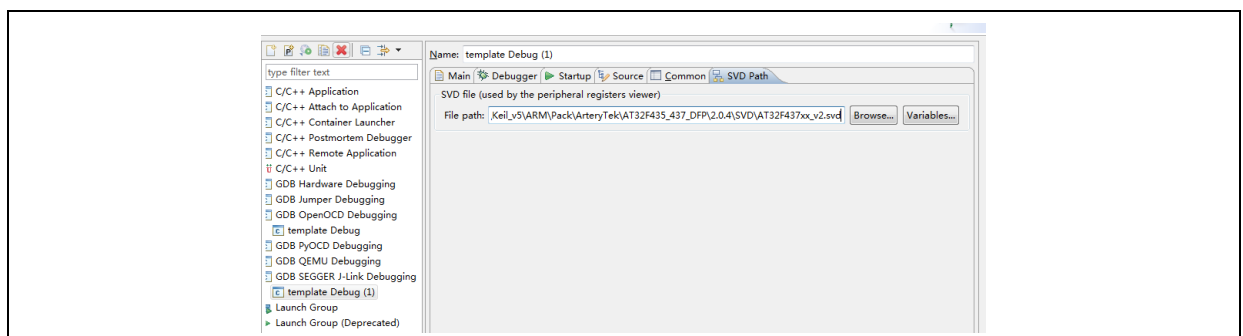 Name: template Debug (1)
type filter text
Main Debugger Startup Source Common SVD Path
C/C++ Application
C/C++ Attach to Application
C/C++ Container Launcher
C/C++ Postmortem Debugger
C/C++ Remote Application
C/C++ Unit
GDB Hardware Debugging
GDB Jumper Debugging
GDB OpenOCD Debugging
template Debug
GDB PyOCD Debugging
GDB QEMU Debugging
GDB SEGGER J-Link Debugging
template Debug (1)
Launch Group
Launch Group (Deprecated)
SVD file (used by the peripheral registers viewer)
File path: Keil_v5\ARM\Pack\ArteryTek\AT32F435_437_DFP\2.0.4\SVD\AT32F437xx_v2.svd Browse... Variables...